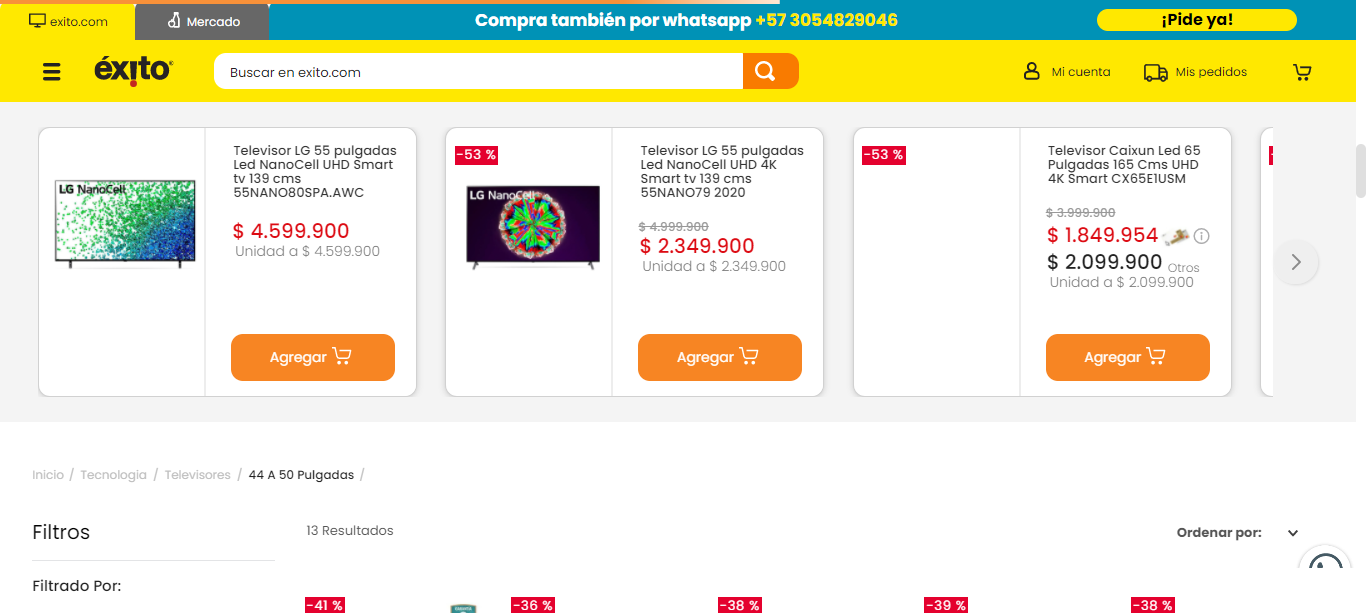 exito.com
Mercado
Compra también por whatsapp +57 3054829046
¡Pide ya!
éxito
Buscar en exito.com
Mi cuenta
Mis pedidos
LG NanoCell
Televisor LG 55 pulgadas
Led NanoCell UHD Smart
tv 139 cms
55NANO80SPA.AWC
$ 4.599.900
Unidad a $ 4.599.900
Agregar
-53 %
LG NanoCell
Televisor LG 55 pulgadas
Led NanoCell UHD 4K
Smart tv 139 cms
55NANO79 2020
$ 4.999.900
$ 2.349.900
Unidad a $ 2.349.900
Agregar
-53 %
Televisor Caixun Led 65
Pulgadas 165 Cms UHD
4K Smart CX65E1USM
$ 3.999.900
$ 1.849.954
$ 2.099.900 Otros
Unidad a $ 2.099.900
Agregar
Inicio / Tecnología / Televisores / 44 A 50 Pulgadas /
Filtros
13 Resultados
Ordenar por:
Filtrado Por:
-41 %
-36 %
-38 %
-39 %
-38 %